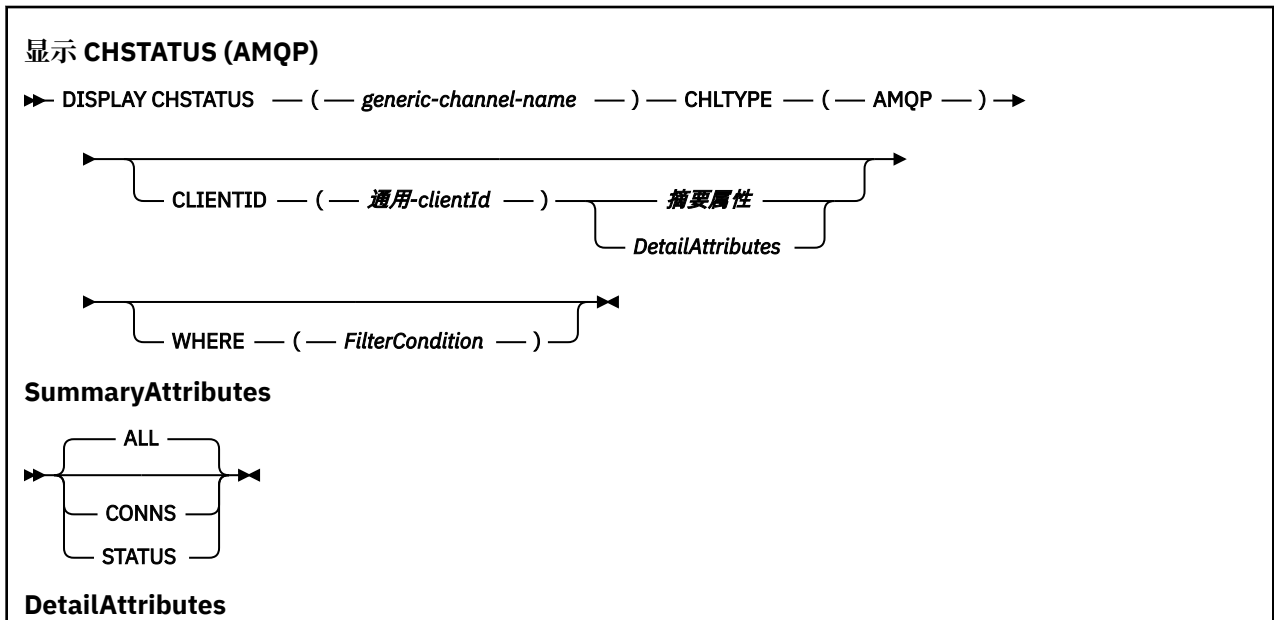 显示 CHSTATUS (AMQP)
DISPLAY CHSTATUS ( generic-channel-name ) CHLTYPE ( AMQP )
CLIENTID ( 通用-clientId ) 摘要属性
DetailAttributes
WHERE ( FilterCondition )
SummaryAttributes
ALL
CONNS
STATUS
DetailAttributes